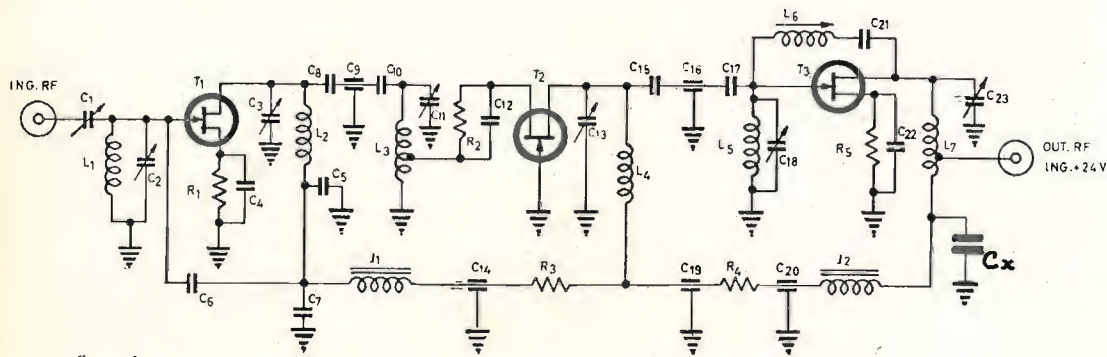 L6
C21
ING. RF
T1
C8 C9 C10
T2
C15 C16 C17
T3
C1
C3
L2
C11
R2
C12
C13
C23
L1
C2
R1
C4
C5
L3
L4
L5
C18
R5
C22
L7
OUT. RF
ING.+24V
C6
C7
J1
C14
R3
C19
R4
C20
J2
Cx